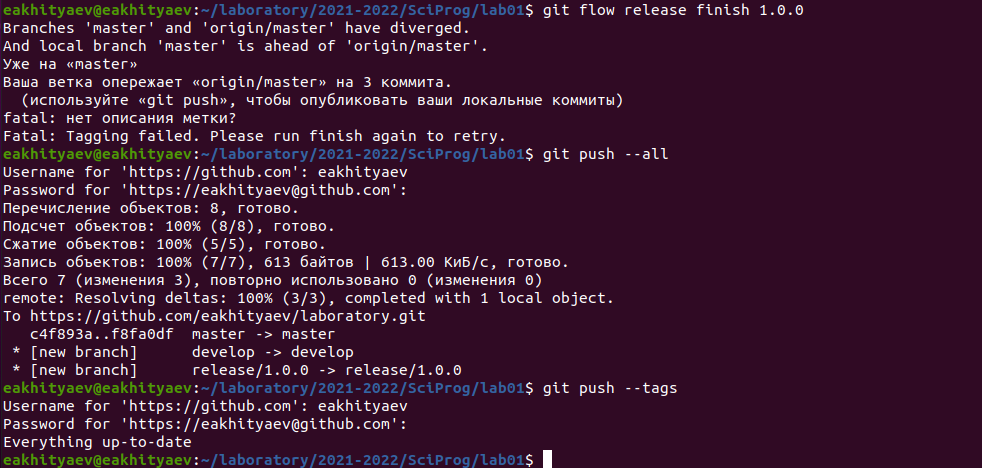 eakhityaev@eakhityaev:~/laboratory/2021-2022/SciProg/lab01$ git flow release finish 1.0.0
Branches 'master' and 'origin/master' have diverged.
And local branch 'master' is ahead of 'origin/master'.
Уже на «master»
Ваша ветка опережает «origin/master» на 3 коммита.
  (используйте «git push», чтобы опубликовать ваши локальные коммиты)
fatal: нет описания метки?
Fatal: Tagging failed. Please run finish again to retry.
eakhityaev@eakhityaev:~/laboratory/2021-2022/SciProg/lab01$ git push --all
Username for 'https://github.com': eakhityaev
Password for 'https://eakhityaev@github.com':
Перечисление объектов: 8, готово.
Подсчет объектов: 100% (8/8), готово.
Сжатие объектов: 100% (5/5), готово.
Запись объектов: 100% (7/7), 613 байтов | 613.00 КиБ/с, готово.
Всего 7 (изменения 3), повторно использовано 0 (изменения 0)
remote: Resolving deltas: 100% (3/3), completed with 1 local object.
To https://github.com/eakhityaev/laboratory.git
   c4f893a..f8fa0df  master -> master
 * [new branch]      develop -> develop
 * [new branch]      release/1.0.0 -> release/1.0.0
eakhityaev@eakhityaev:~/laboratory/2021-2022/SciProg/lab01$ git push --tags
Username for 'https://github.com': eakhityaev
Password for 'https://eakhityaev@github.com':
Everything up-to-date
eakhityaev@eakhityaev:~/laboratory/2021-2022/SciProg/lab01$